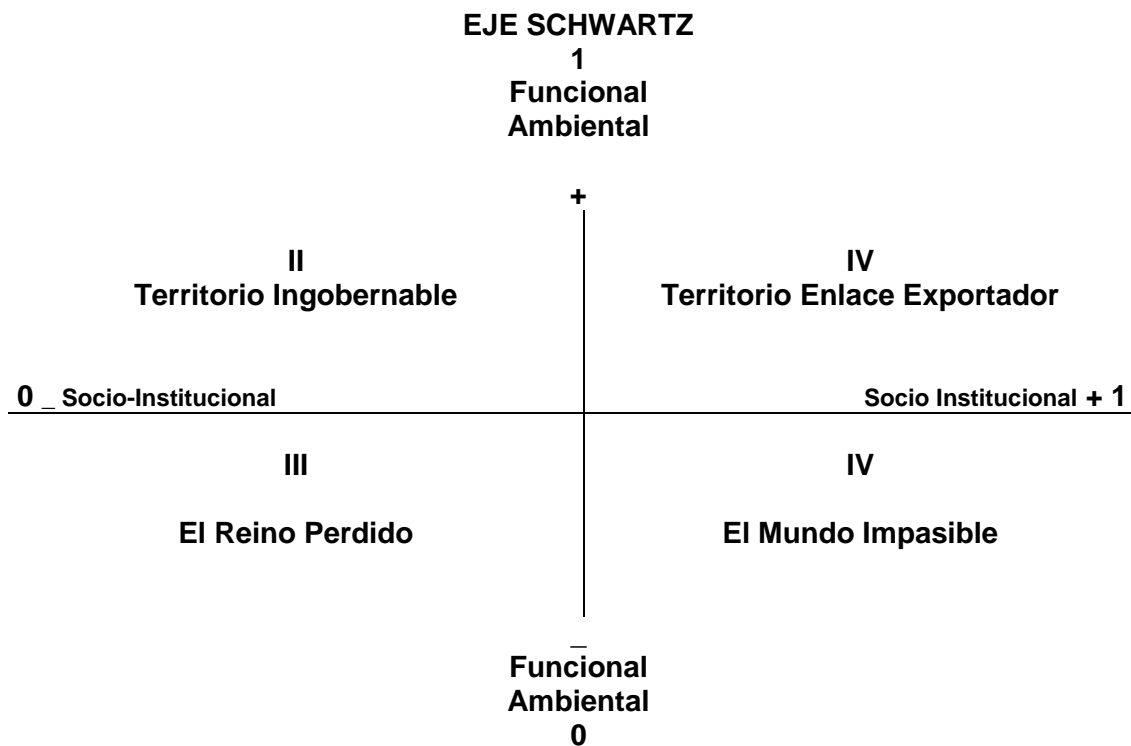 EJE SCHWARTZ
1
Funcional
Ambiental
+
II
Territorio Ingobernable
IV
Territorio Enlace Exportador
0 _ Socio-Institucional
Socio Institucional + 1
III
El Reino Perdido
IV
El Mundo Impasible
_
Funcional
Ambiental
0